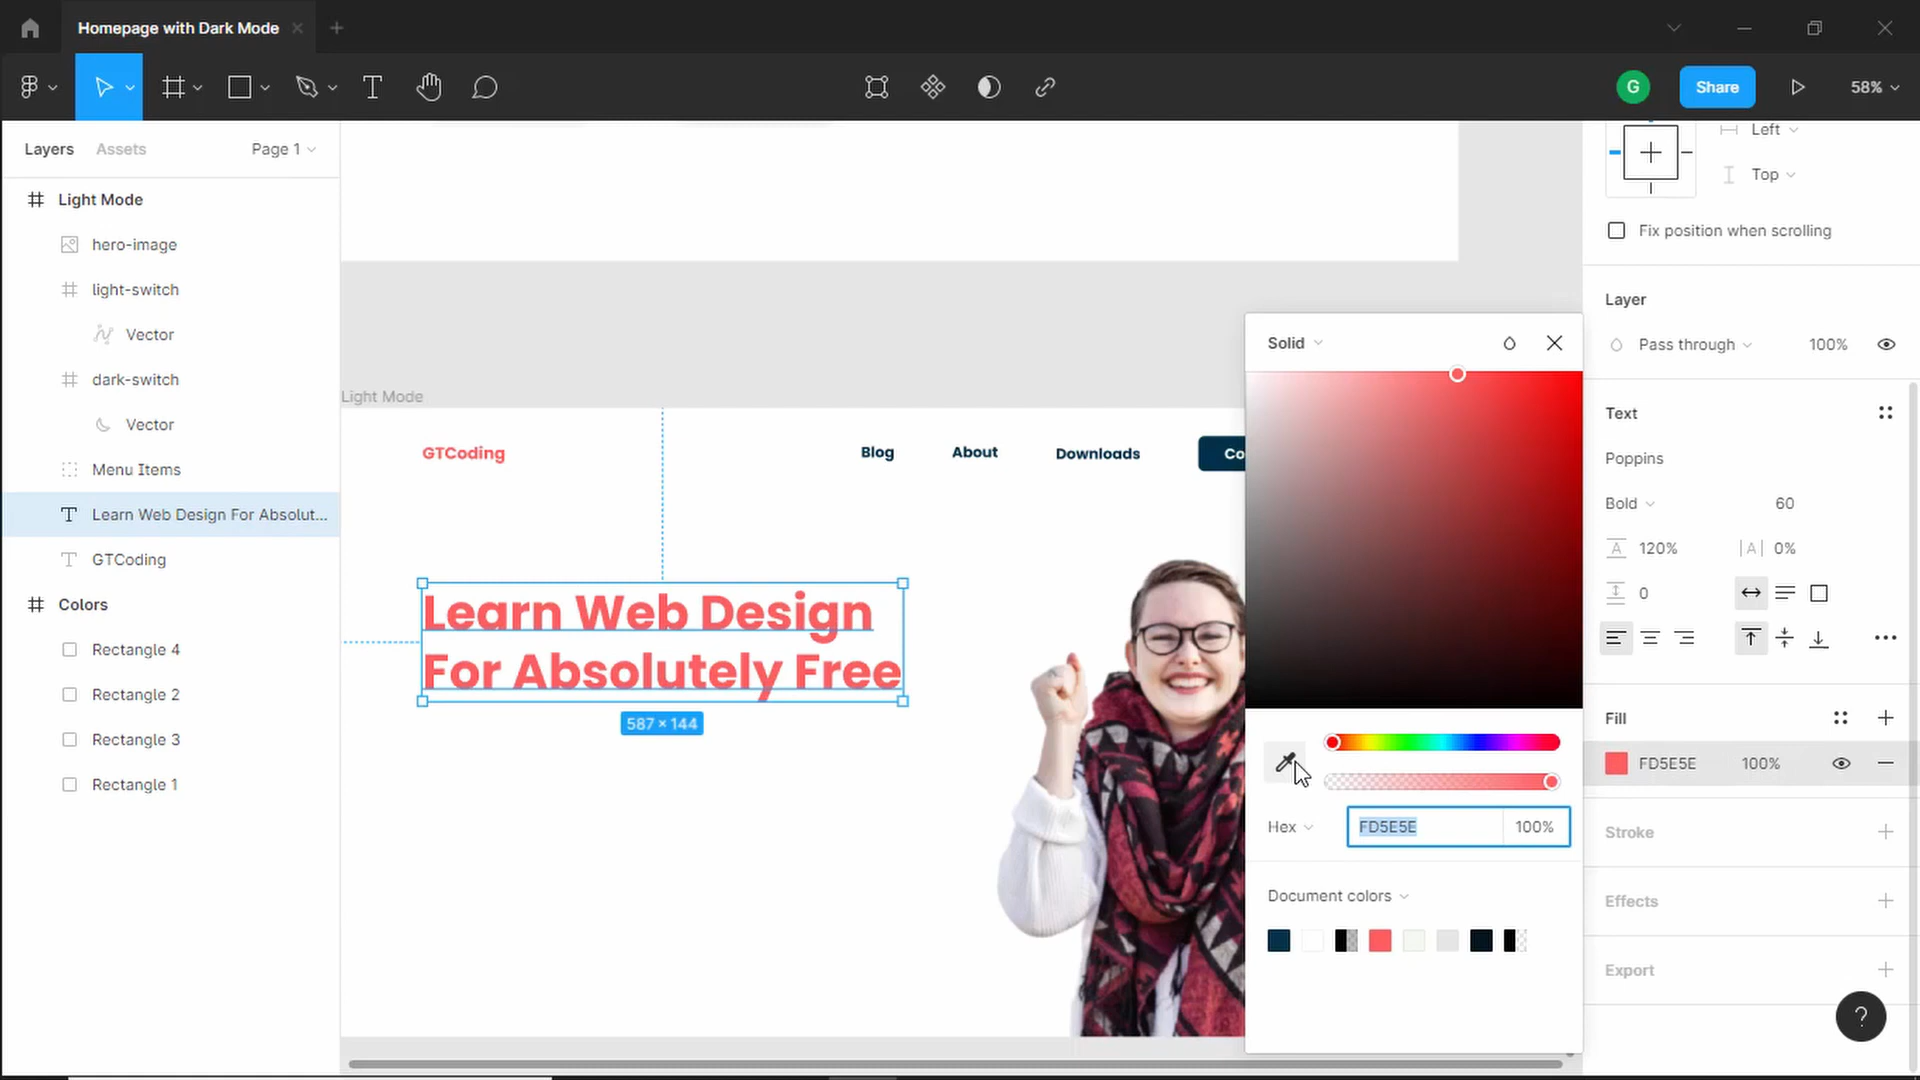 Homepage with Dark Mode
G
Share
58%
Layers
Assets
Page 1
Light Mode
hero-image
light-switch
Vector
dark-switch
Vector
Menu Items
Learn Web Design For Absolut...
GTCoding
Colors
Rectangle 4
Rectangle 2
Rectangle 3
Rectangle 1
Light Mode
GTCoding
Blog
About
Downloads
Co
Learn Web Design
For Absolutely Free
587 × 144
Solid
Hex
FD5E5E
100%
Document colors
Left
Top
Fix position when scrolling
Layer
Pass through
100%
Text
Poppins
Bold
60
120%
0%
0
Fill
FD5E5E
100%
Stroke
Effects
Export
?